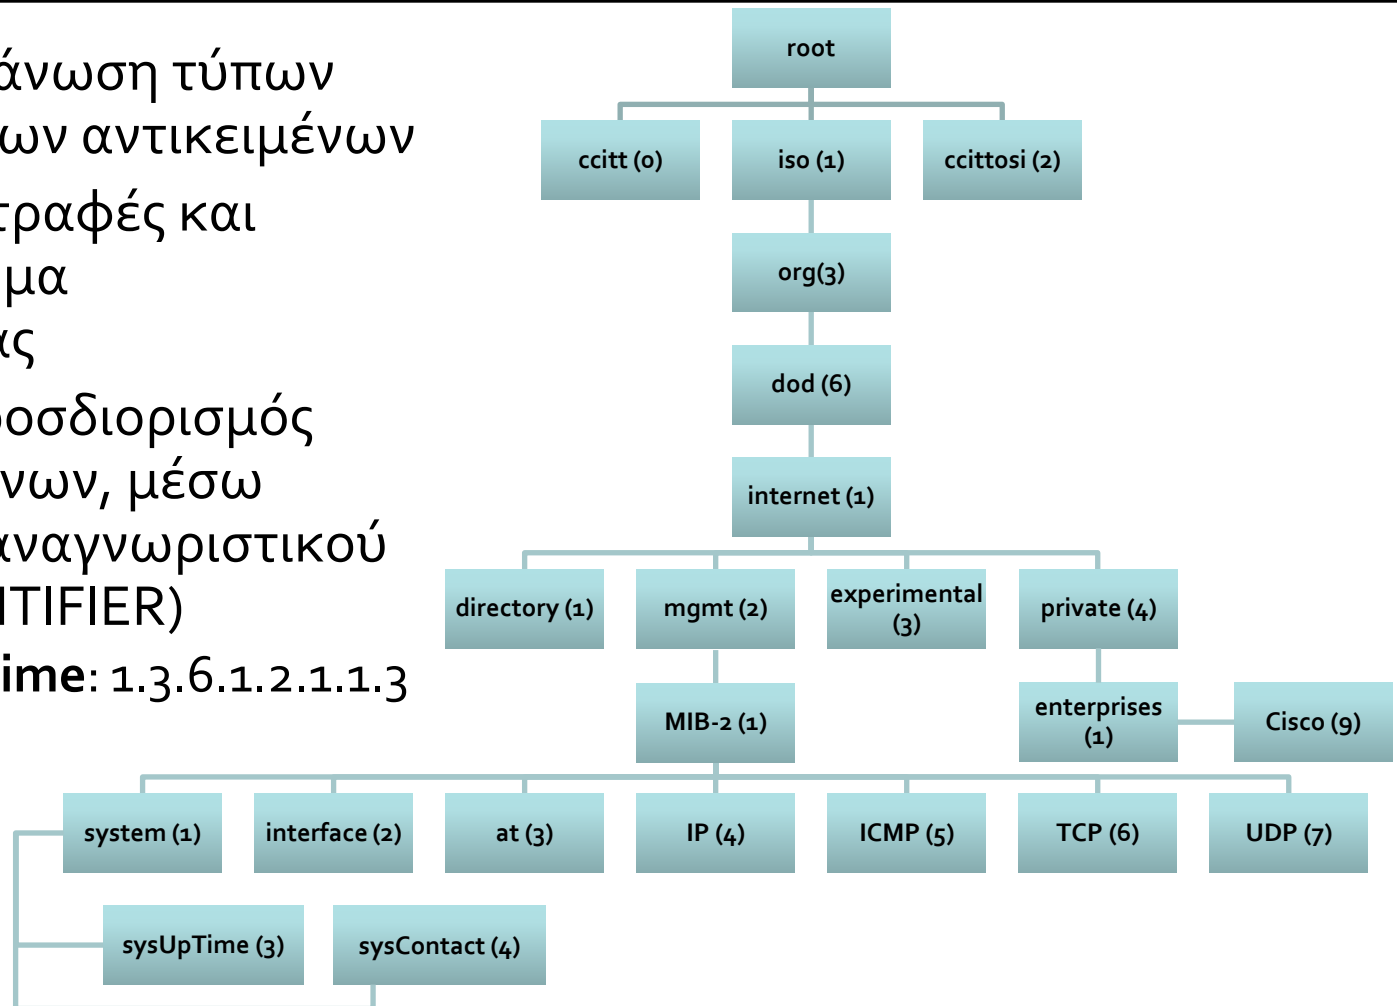 άνωση τύπων
ων αντικειμένων
τραφές και
μα
ας
οσδιορισμός
νων, μέσω
αναγνωριστικού
TIFIER)
ime: 1.3.6.1.2.1.1.3
root
ccitt (0)
iso (1)
ccittosi (2)
org(3)
dod (6)
internet (1)
directory (1)
mgmt (2)
experimental
(3)
private (4)
MIB-2 (1)
enterprises
(1)
Cisco (9)
system (1)
interface (2)
at (3)
IP (4)
ICMP (5)
TCP (6)
UDP (7)
sysUpTime (3)
sysContact (4)